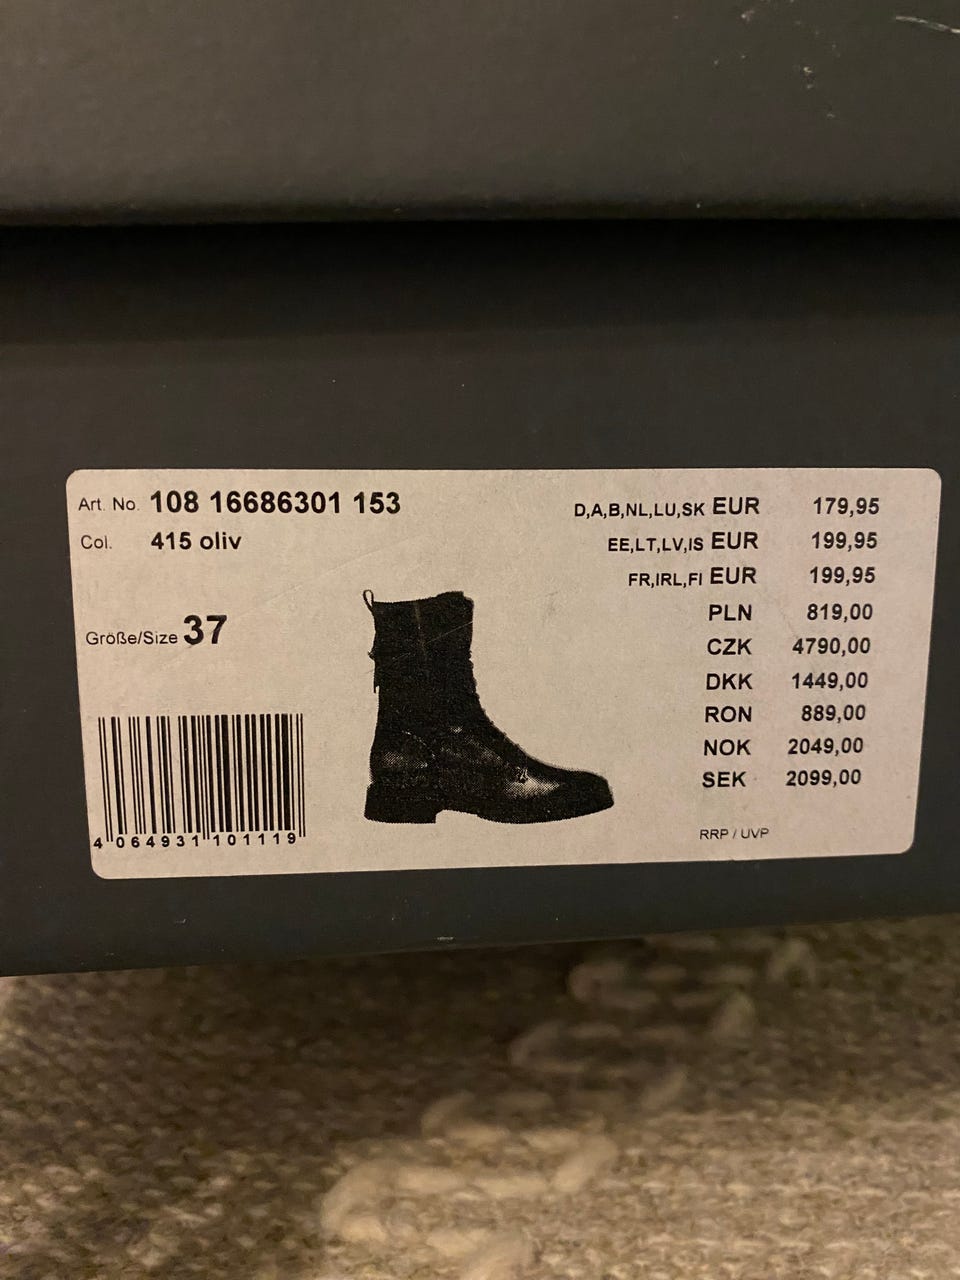 Art. No. 108 16686301 153
Col. 415 oliv
Größe/Size 37
4 064931 101119
D,A,B,NL,LU,SK EUR 179,95
EE,LT,LV,IS EUR 199,95
FR,IRL,FI EUR 199,95
PLN 819,00
CZK 4790,00
DKK 1449,00
RON 889,00
NOK 2049,00
SEK 2099,00
RRP / UVP